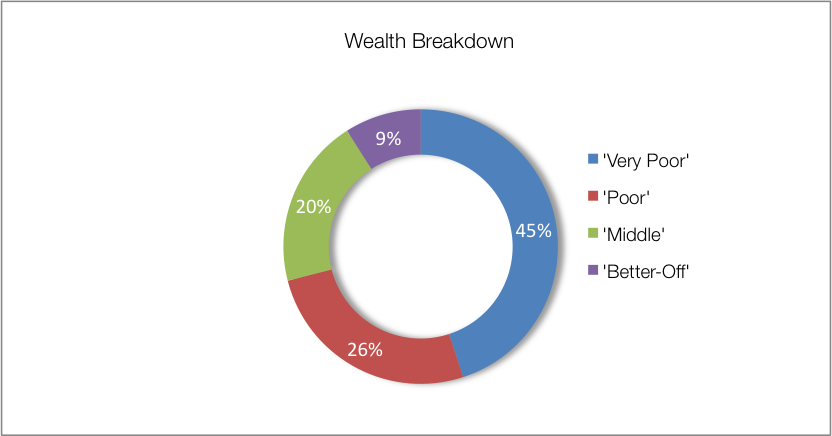 Wealth Breakdown
9%
20%
45%
26%
'Very Poor'
'Poor'
'Middle'
'Better-Off'